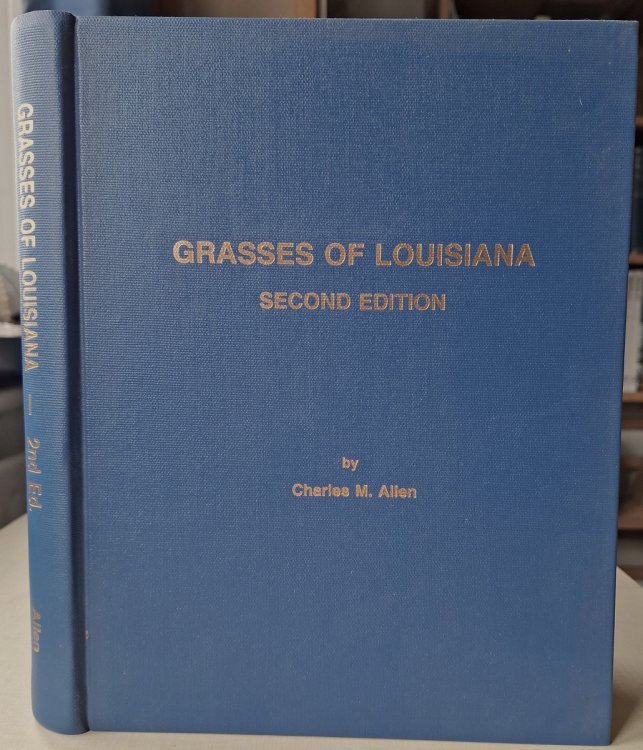 GRASSES OF LOUISIANA — 2nd Ed. Allen
GRASSES OF LOUISIANA
SECOND EDITION
by
Charles M. Allen